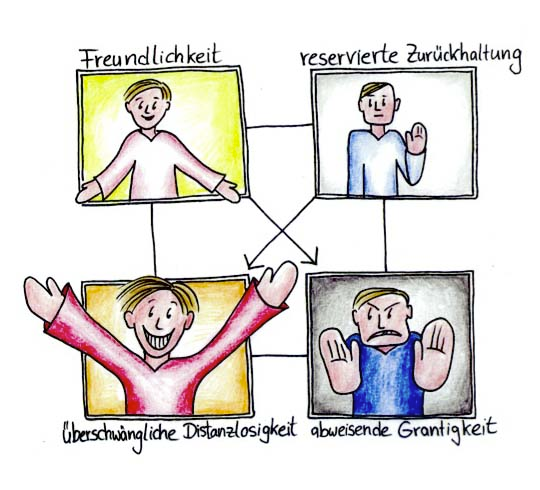 Freundlichkeit
reservierte Zurückhaltung
überschwängliche Distanzlosigkeit
abweisende Grantigkeit